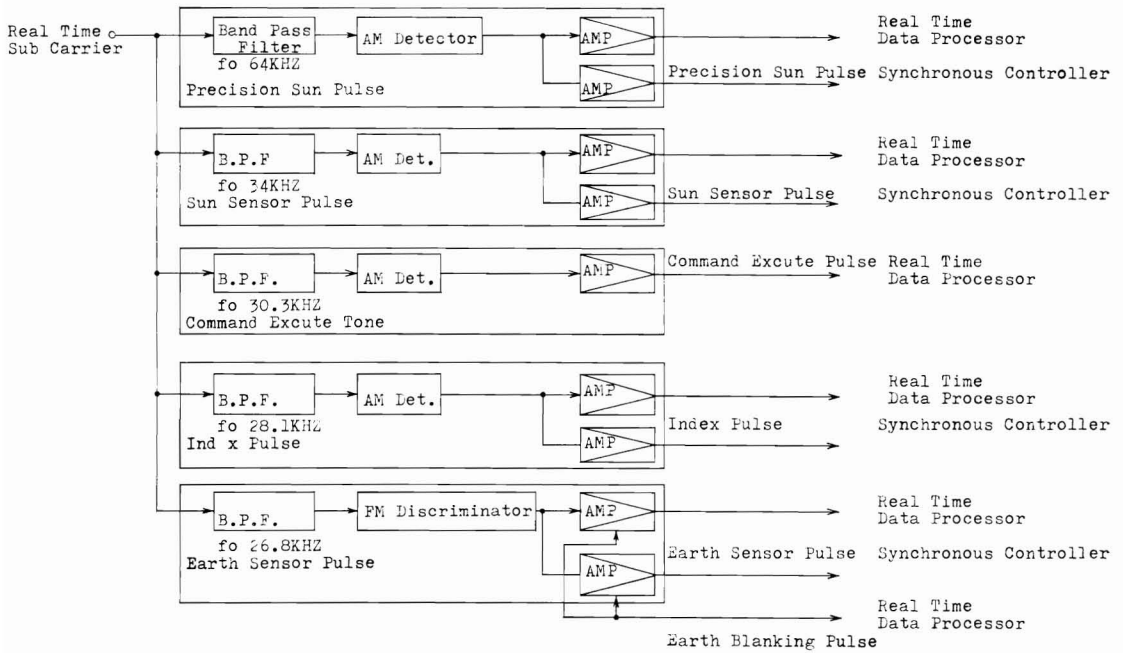 Real Time
Sub Carrier
Band Pass
Filter
fo 64KHZ
Precision Sun Pulse
AM Detector
AMP
AMP
Precision Sun Pulse
Real Time
Data Processor
Synchronous Controller
B.P.F
fo 34KHZ
Sun Sensor Pulse
AM Det.
AMP
AMP
Sun Sensor Pulse
Real Time
Data Processor
Synchronous Controller
B.P.F.
fo 30.3KHZ
Command Excute Tone
AM Det.
AMP
Command Excute Pulse
Real Time
Data Processor
B.P.F.
fo 28.1KHZ
Ind x Pulse
AM Det.
AMP
AMP
Index Pulse
Real Time
Data Processor
Synchronous Controller
B.P.F.
fo 26.8KHZ
Earth Sensor Pulse
FM Discriminator
AMP
AMP
Earth Sensor Pulse
Real Time
Data Processor
Synchronous Controller
Real Time
Data Processor
Earth Blanking Pulse